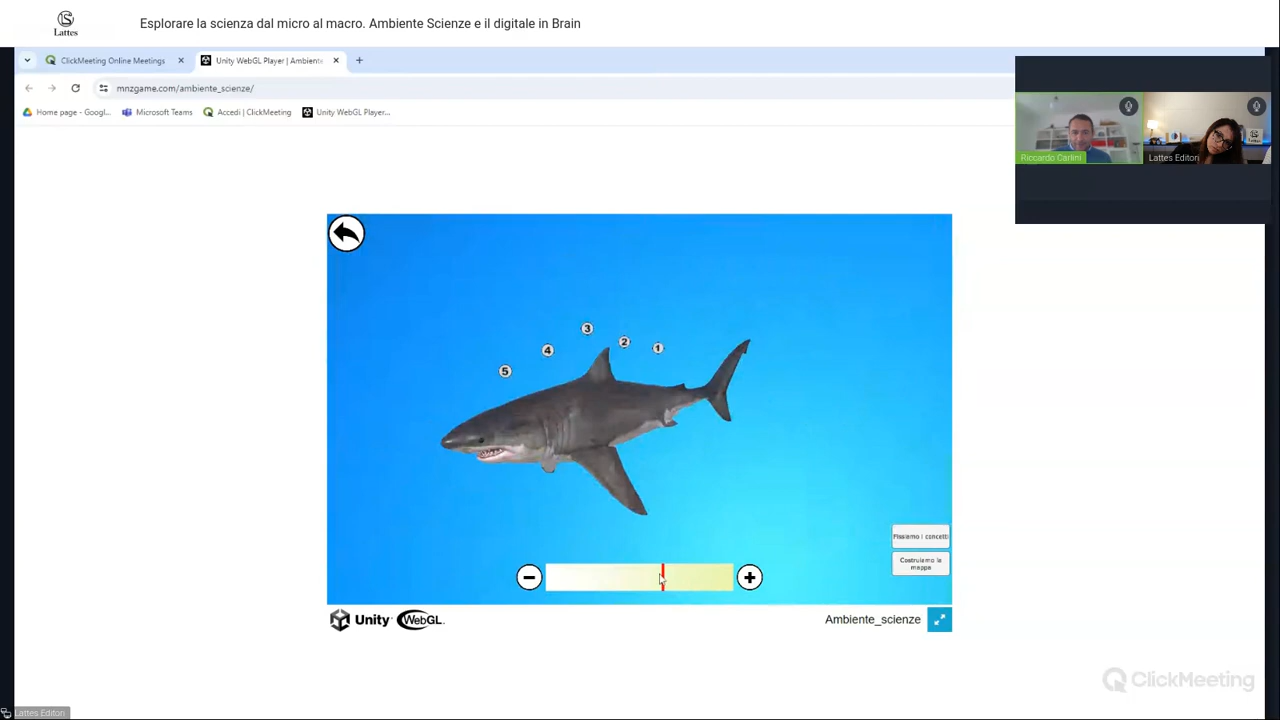 Lattes
Esplorare la scienza dal micro al macro. Ambiente Scienze e il digitale in Brain
ClickMeeting Online Meetings
Unity WebGL Player | Ambiente
mnzgame.com/ambiente_scienze/
Home page - Googl...
Microsoft Teams
Accedi | ClickMeeting
Unity WebGL Player...
Riccardo Carlini
Lattes Editori
Lattes
3
2
1
4
5
Fissiamo i concetti
Costruiamo la
mappa
Unity
WebGL
Ambiente_scienze
ClickMeeting
Lattes Editori